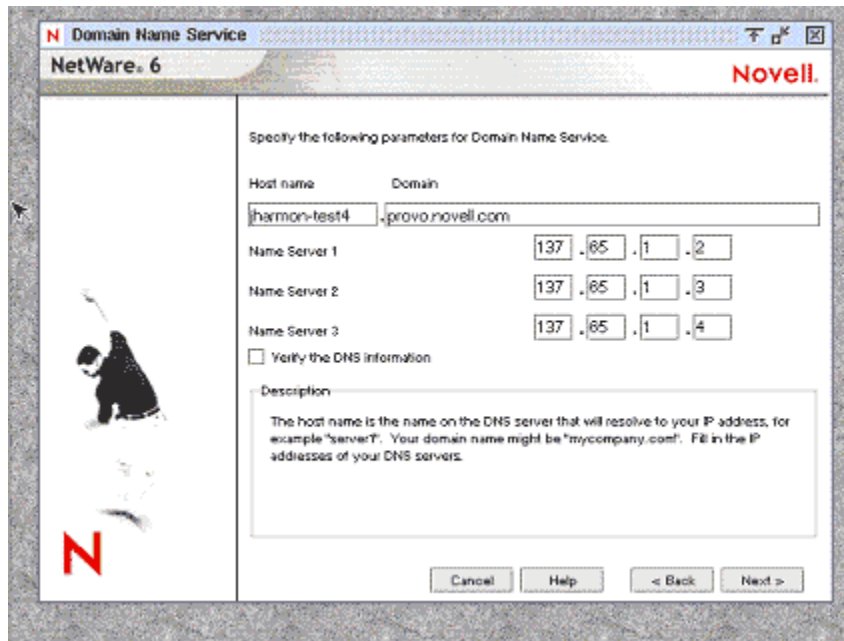 N Domain Name Service
NetWare. 6
Novell.
Specify the following parameters for Domain Name Service.
Host name Domain
jharmon-test4 . provo.novell.com
Name Server 1 137 . 65 . 1 . 2
Name Server 2 137 . 65 . 1 . 3
Name Server 3 137 . 65 . 1 . 4
Verify the DNS information
Description
The host name is the name on the DNS server that will resolve to your IP address, for
example "server1". Your domain name might be "mycompany.com". Fill in the IP
addresses of your DNS servers.
N
Cancel Help < Back Next >